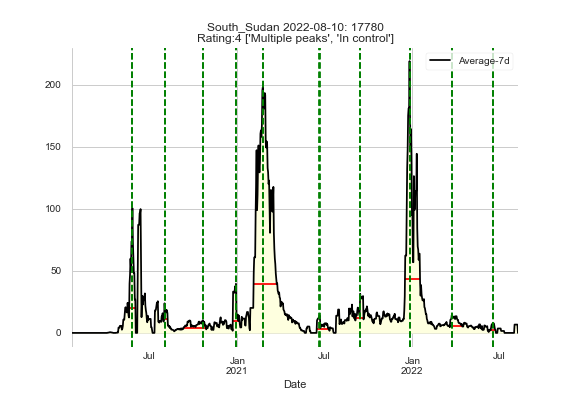 South_Sudan 2022-08-10: 17780
Rating:4 ['Multiple peaks', 'In control']
Average-7d
200
150
100
50
0
Jul
Jan
2021
Jul
Jan
2022
Jul
Date